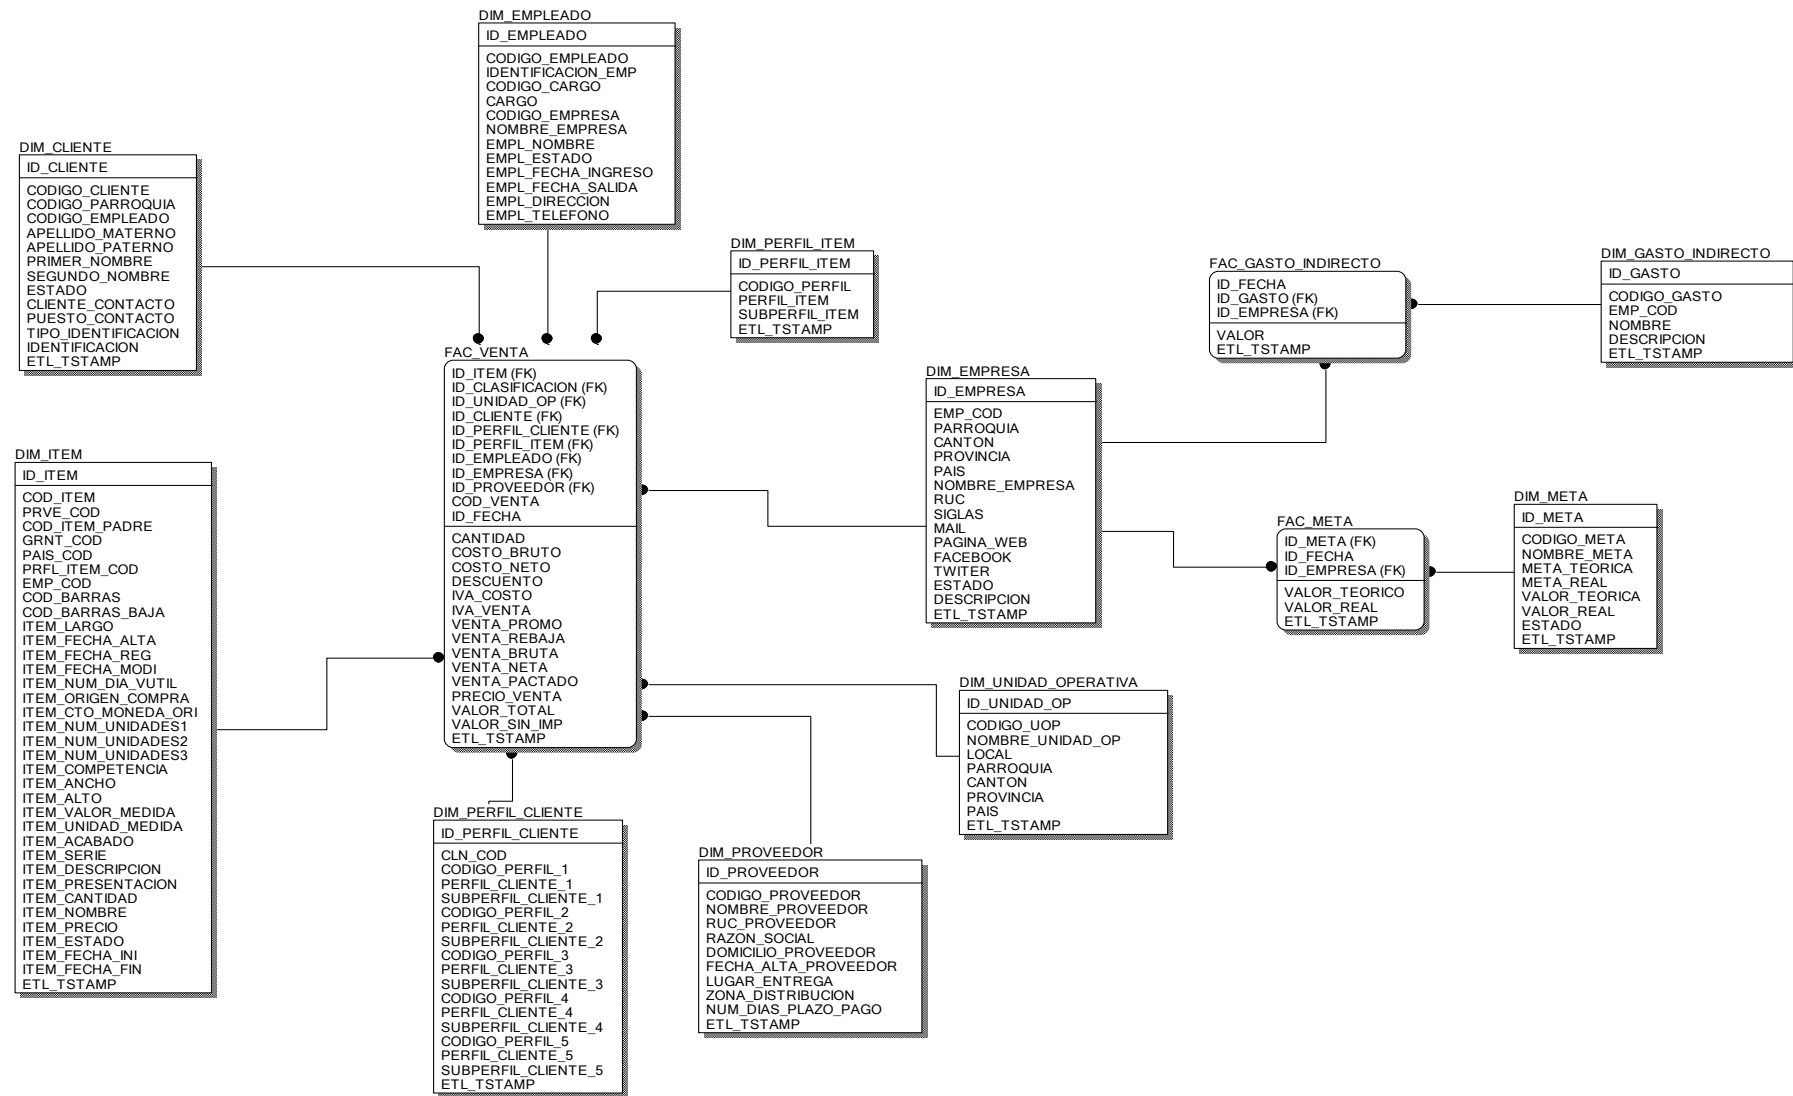 DIM_EMPLEADO
ID_EMPLEADO
CODIGO_EMPLEADO
IDENTIFICACION_EMP
CODIGO_CARGO
CARGO
CODIGO_EMPRESA
NOMBRE_EMPRESA
EMPL_NOMBRE
EMPL_ESTADO
EMPL_FECHA_INGRESO
EMPL_FECHA_SALIDA
EMPL_DIRECCION
EMPL_TELEFONO
DIM_CLIENTE
ID_CLIENTE
CODIGO_CLIENTE
CODIGO_PARROQUIA
CODIGO_EMPLEADO
APELLIDO_MATERNO
APELLIDO_PATERNO
PRIMER_NOMBRE
SEGUNDO_NOMBRE
ESTADO
CLIENTE_CONTACTO
PUESTO_CONTACTO
TIPO_IDENTIFICACION
IDENTIFICACION
ETL_TSTAMP
DIM_PERFIL_ITEM
ID_PERFIL_ITEM
CODIGO_PERFIL
PERFIL_ITEM
SUBPERFIL_ITEM
ETL_TSTAMP
FAC_GASTO_INDIRECTO
ID_FECHA
ID_GASTO (FK)
ID_EMPRESA (FK)
VALOR
ETL_TSTAMP
DIM_GASTO_INDIRECTO
ID_GASTO
CODIGO_GASTO
EMP_COD
NOMBRE
DESCRIPCION
ETL_TSTAMP
FAC_VENTA
ID_ITEM (FK)
ID_CLASIFICACION (FK)
ID_UNIDAD_OP (FK)
ID_CLIENTE (FK)
ID_PERFIL_CLIENTE (FK)
ID_PERFIL_ITEM (FK)
ID_EMPLEADO (FK)
ID_EMPRESA (FK)
ID_PROVEEDOR (FK)
COD_VENTA
ID_FECHA
CANTIDAD
COSTO_BRUTO
COSTO_NETO
DESCUENTO
IVA_COSTO
IVA_VENTA
VENTA_PROMO
VENTA_REBAJA
VENTA_BRUTA
VENTA_NETA
VENTA_PACTADO
PRECIO_VENTA
VALOR_TOTAL
VALOR_SIN_IMP
ETL_TSTAMP
DIM_EMPRESA
ID_EMPRESA
EMP_COD
PARROQUIA
CANTON
PROVINCIA
PAIS
NOMBRE_EMPRESA
RUC
SIGLAS
MAIL
PAGINA_WEB
FACEBOOK
TWITER
ESTADO
DESCRIPCION
ETL_TSTAMP
DIM_ITEM
ID_ITEM
COD_ITEM
PRVE_COD
COD_ITEM_PADRE
GRNT_COD
PAIS_COD
PRFL_ITEM_COD
EMP_COD
COD_BARRAS
COD_BARRAS_BAJA
ITEM_LARGO
ITEM_FECHA_ALTA
ITEM_FECHA_REG
ITEM_FECHA_MODI
ITEM_NUM_DIA_VUTIL
ITEM_ORIGEN_COMPRA
ITEM_CTO_MONEDA_ORI
ITEM_NUM_UNIDADES1
ITEM_NUM_UNIDADES2
ITEM_NUM_UNIDADES3
ITEM_COMPETENCIA
ITEM_ANCHO
ITEM_ALTO
ITEM_VALOR_MEDIDA
ITEM_UNIDAD_MEDIDA
ITEM_ACABADO
ITEM_SERIE
ITEM_DESCRIPCION
ITEM_PRESENTACION
ITEM_CANTIDAD
ITEM_NOMBRE
ITEM_PRECIO
ITEM_ESTADO
ITEM_FECHA_INI
ITEM_FECHA_FIN
ETL_TSTAMP
FAC_META
ID_META (FK)
ID_FECHA
ID_EMPRESA (FK)
VALOR_TEORICO
VALOR_REAL
ETL_TSTAMP
DIM_META
ID_META
CODIGO_META
NOMBRE_META
META_TEORICA
META_REAL
VALOR_TEORICA
VALOR_REAL
ESTADO
ETL_TSTAMP
DIM_UNIDAD_OPERATIVA
ID_UNIDAD_OP
CODIGO_UOP
NOMBRE_UNIDAD_OP
LOCAL
PARROQUIA
CANTON
PROVINCIA
PAIS
ETL_TSTAMP
DIM_PERFIL_CLIENTE
ID_PERFIL_CLIENTE
CLN_COD
CODIGO_PERFIL_1
PERFIL_CLIENTE_1
SUBPERFIL_CLIENTE_1
CODIGO_PERFIL_2
PERFIL_CLIENTE_2
SUBPERFIL_CLIENTE_2
CODIGO_PERFIL_3
PERFIL_CLIENTE_3
SUBPERFIL_CLIENTE_3
CODIGO_PERFIL_4
PERFIL_CLIENTE_4
SUBPERFIL_CLIENTE_4
CODIGO_PERFIL_5
PERFIL_CLIENTE_5
SUBPERFIL_CLIENTE_5
ETL_TSTAMP
DIM_PROVEEDOR
ID_PROVEEDOR
CODIGO_PROVEEDOR
NOMBRE_PROVEEDOR
RUC_PROVEEDOR
RAZON_SOCIAL
DOMICILIO_PROVEEDOR
FECHA_ALTA_PROVEEDOR
LUGAR_ENTREGA
ZONA_DISTRIBUCION
NUM_DIAS_PLAZO_PAGO
ETL_TSTAMP